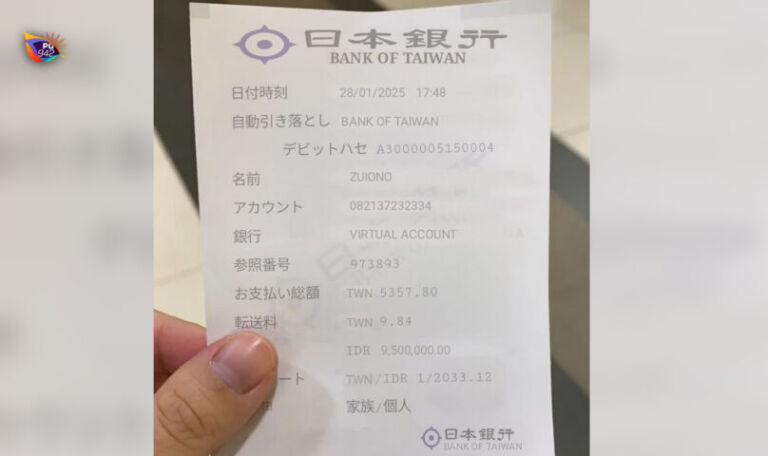 PU
942
日本銀行
BANK OF TAIWAN
日付時刻 28/01/2025 17:48
自動引き落とし BANK OF TAIWAN
デビットハセ A3000005150004
名前 ZUIONO
アカウント 082137232334
銀行 VIRTUAL ACCOUNT
参照番号 973893
お支払い総額 TWN 5357.80
転送料 TWN 9.84
IDR 9,500,000.00
ート TWN/IDR 1/2033.12
家族/個人
日本銀行
BANK OF TAIWAN